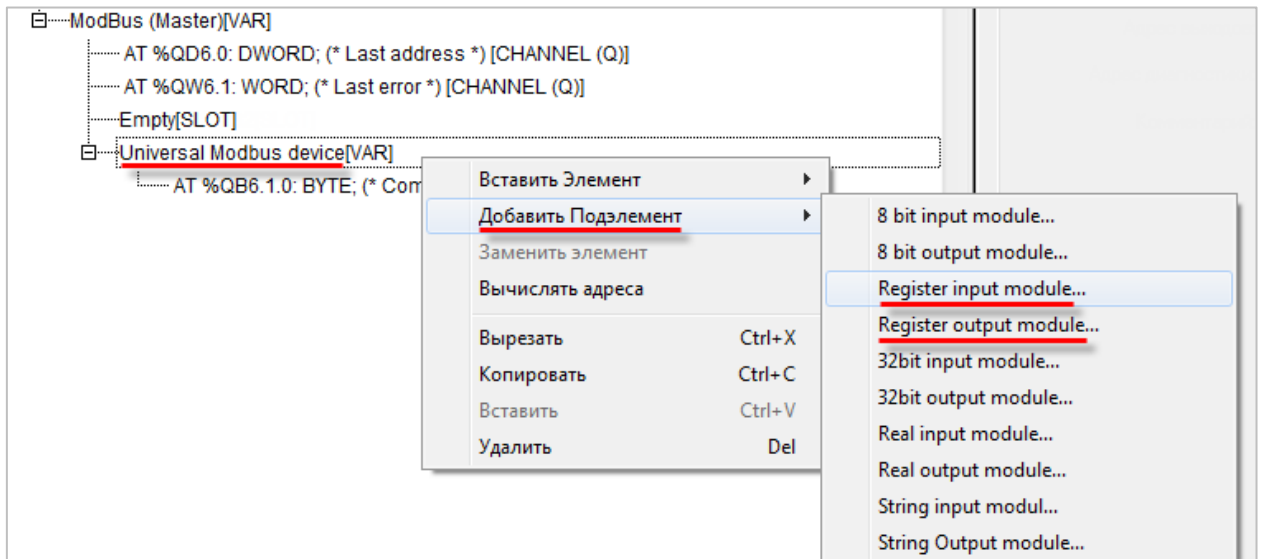 ModBus (Master)[VAR]
AT %QD6.0: DWORD; (* Last address *) [CHANNEL (Q)]
AT %QW6.1: WORD; (* Last error *) [CHANNEL (Q)]
Empty[SLOT]
Universal Modbus device[VAR]
AT %QB6.1.0: BYTE; (* Com
Вставить Элемент
Добавить Подэлемент
Заменить элемент
Вычислять адреса
Вырезать Ctrl+X
Копировать Ctrl+C
Вставить Ctrl+V
Удалить Del
8 bit input module...
8 bit output module...
Register input module...
Register output module...
32bit input module...
32bit output module...
Real input module...
Real output module...
String input modul...
String Output module...